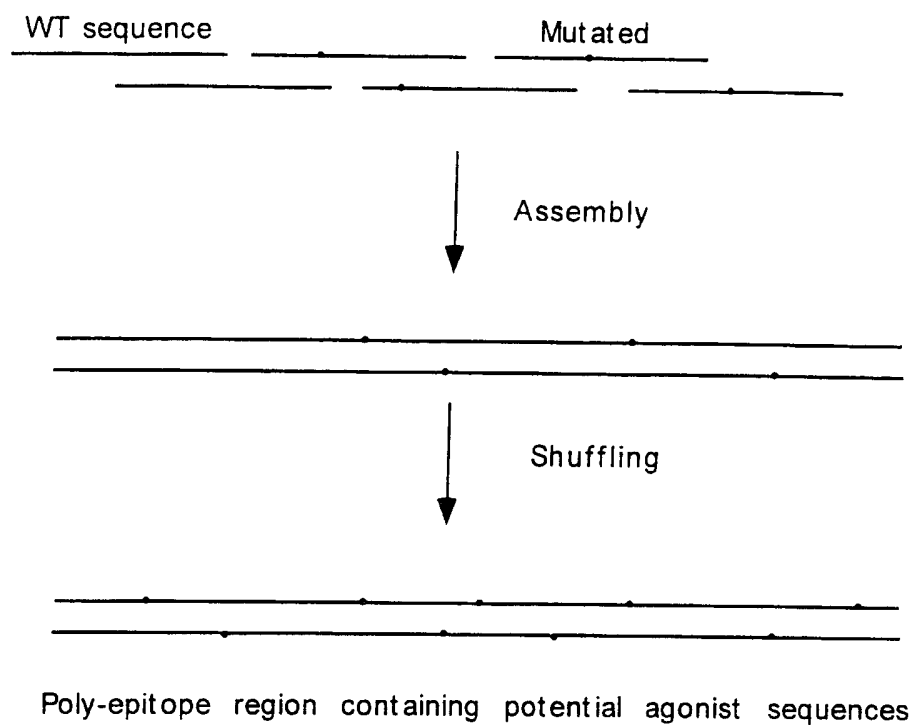 WT sequence
Mutated
Assembly
Shuffling
Poly-epitope region containing potential agonist sequences